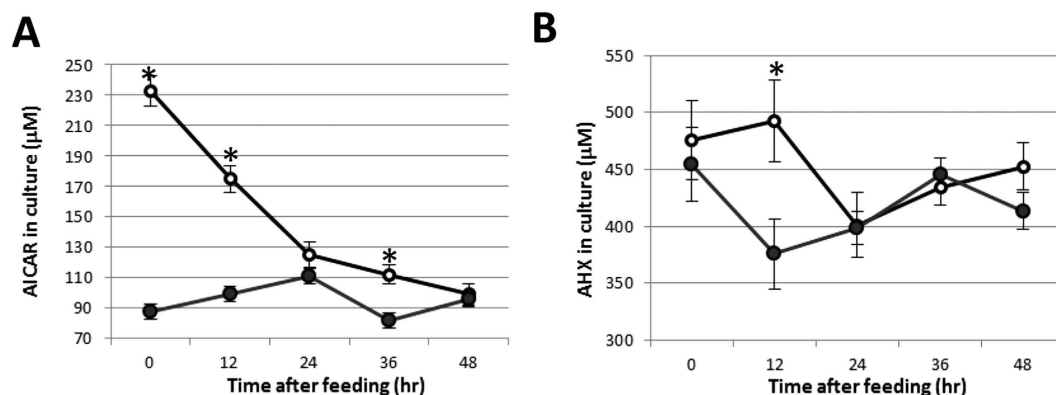 A
AICAR in culture (μM)
250
230
210
190
170
150
130
110
90
70
*
*
*
0 12 24 36 48
Time after feeding (hr)
B
AHX in culture (μM)
550
500
450
400
350
300
*
0 12 24 36 48
Time after feeding (hr)